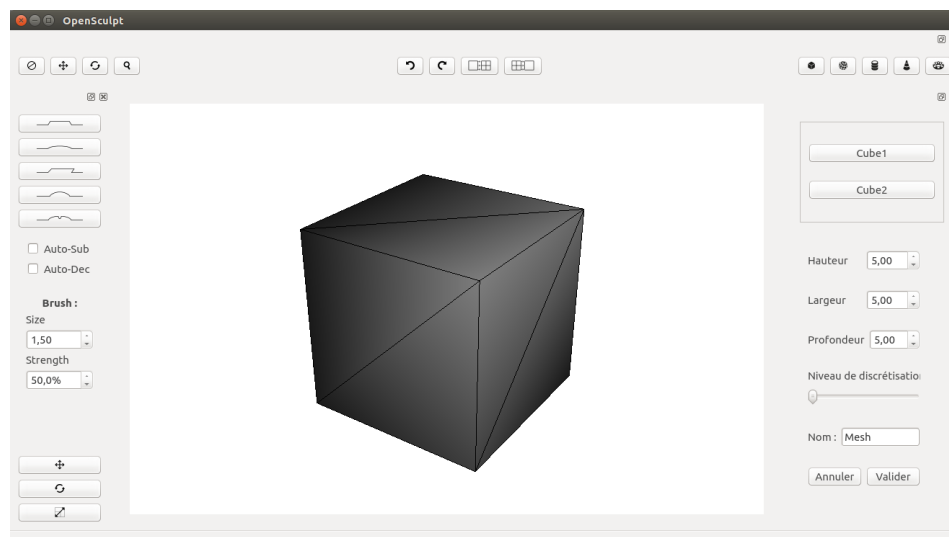 OpenSculpt
Auto-Sub
Auto-Dec
Brush :
Size
1,50
Strength
50,0%
Cube1
Cube2
Hauteur 5,00
Largeur 5,00
Profondeur 5,00
Niveau de discrétisatio
Nom : Mesh
Annuler Valider